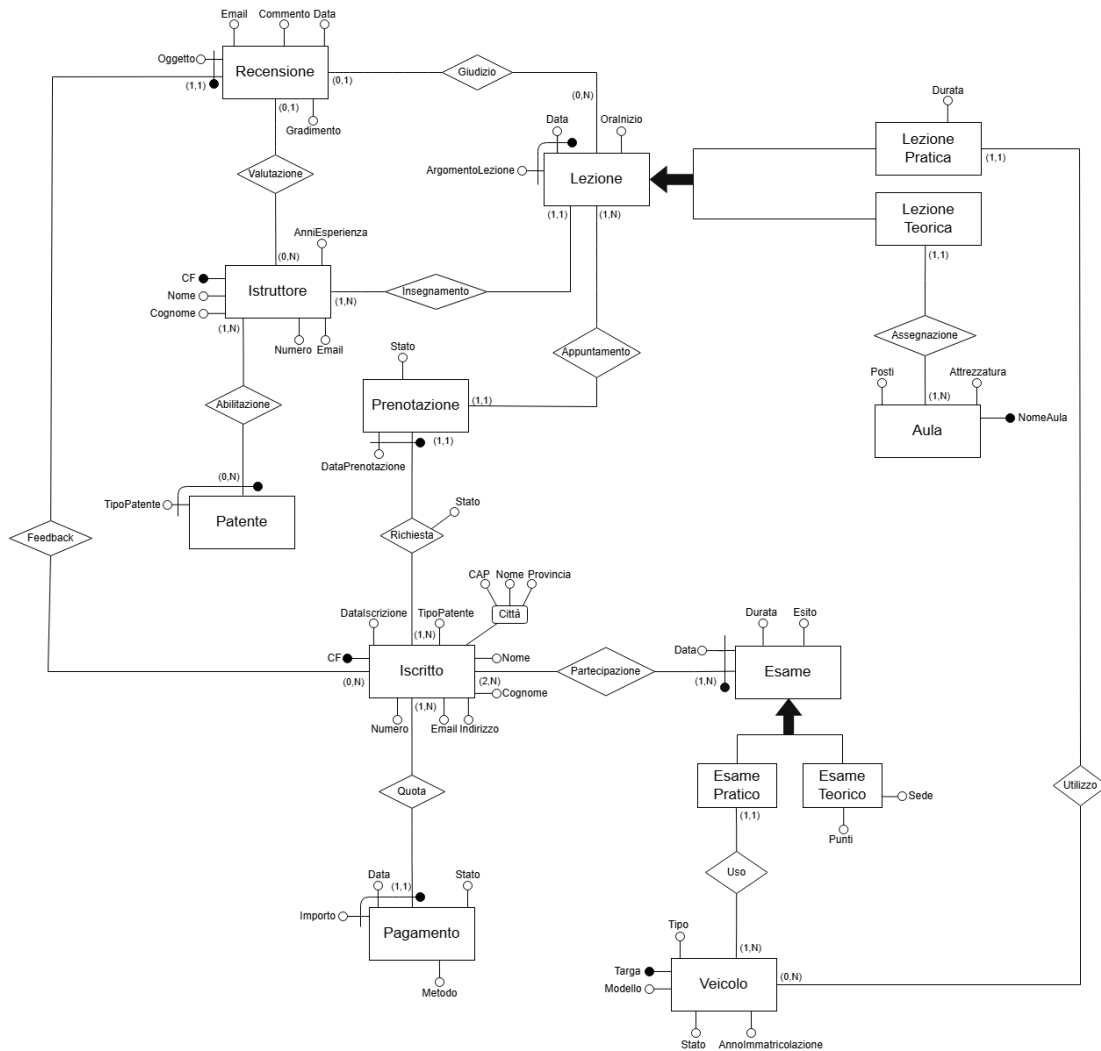 Email Commento Data
Oggetto
Recensione
(1,1)
(0,1)
(0,1)
Gradimento
Giudizio
(0,N)
Durata
Lezione
Pratica
(1,1)
Data OraInizio
ArgomentoLezione
Lezione
(1,1)
(1,N)
Lezione
Teorica
(1,1)
Valutazione
(0,N)
AnniEsperienza
CF
Nome
Cognome
Istruttore
(1,N)
(1,N)
Numero Email
Insegnamento
Appuntamento
Assegnazione
Posti Attrezzatura
(1,N)
NomeAula
Aula
Stato
Prenotazione
(1,1)
(1,1)
DataPrenotazione
Abilitazione
(0,N)
TipoPatente
Patente
Feedback
Stato
Richiesta
CAP Nome Provincia
Città
DataIscrizione TipoPatente
(1,N)
CF
Iscritto
Nome
Cognome
(0,N)
(2,N)
(1,N)
Numero Email Indirizzo
Partecipazione
Durata Esito
Data
Esame
(1,N)
Esame
Pratico
(1,1)
Esame
Teorico
Sede
Punti
Utilizzo
Quota
Uso
Data Stato
(1,1)
Importo
Pagamento
Metodo
Tipo
(1,N)
Targa
Modello
Veicolo
(0,N)
Stato AnnoImmatricolazione